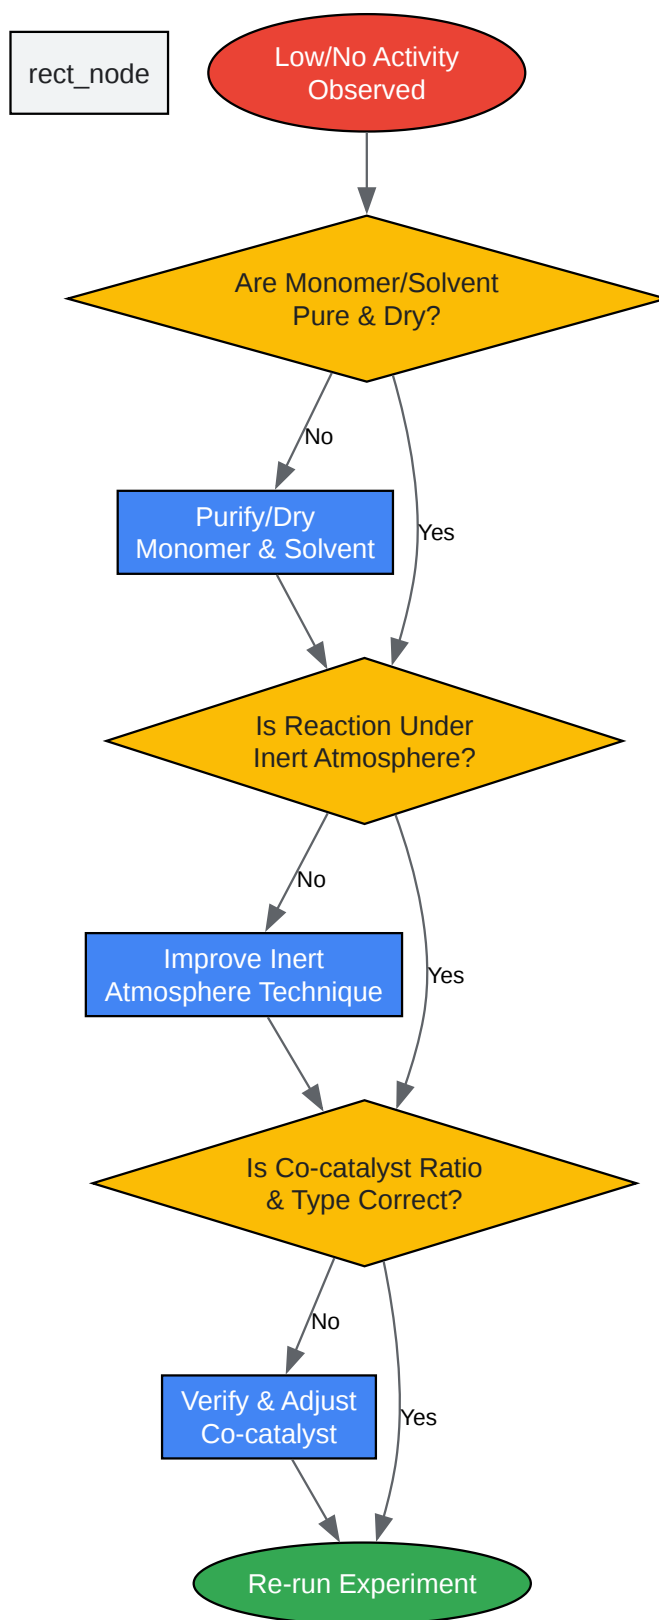 rect_node
Low/No Activity
Observed
Are Monomer/Solvent
Pure & Dry?
No
Purify/Dry
Monomer & Solvent
Yes
Is Reaction Under
Inert Atmosphere?
No
Improve Inert
Atmosphere Technique
Yes
Is Co-catalyst Ratio
& Type Correct?
No
Verify & Adjust
Co-catalyst
Yes
Re-run Experiment